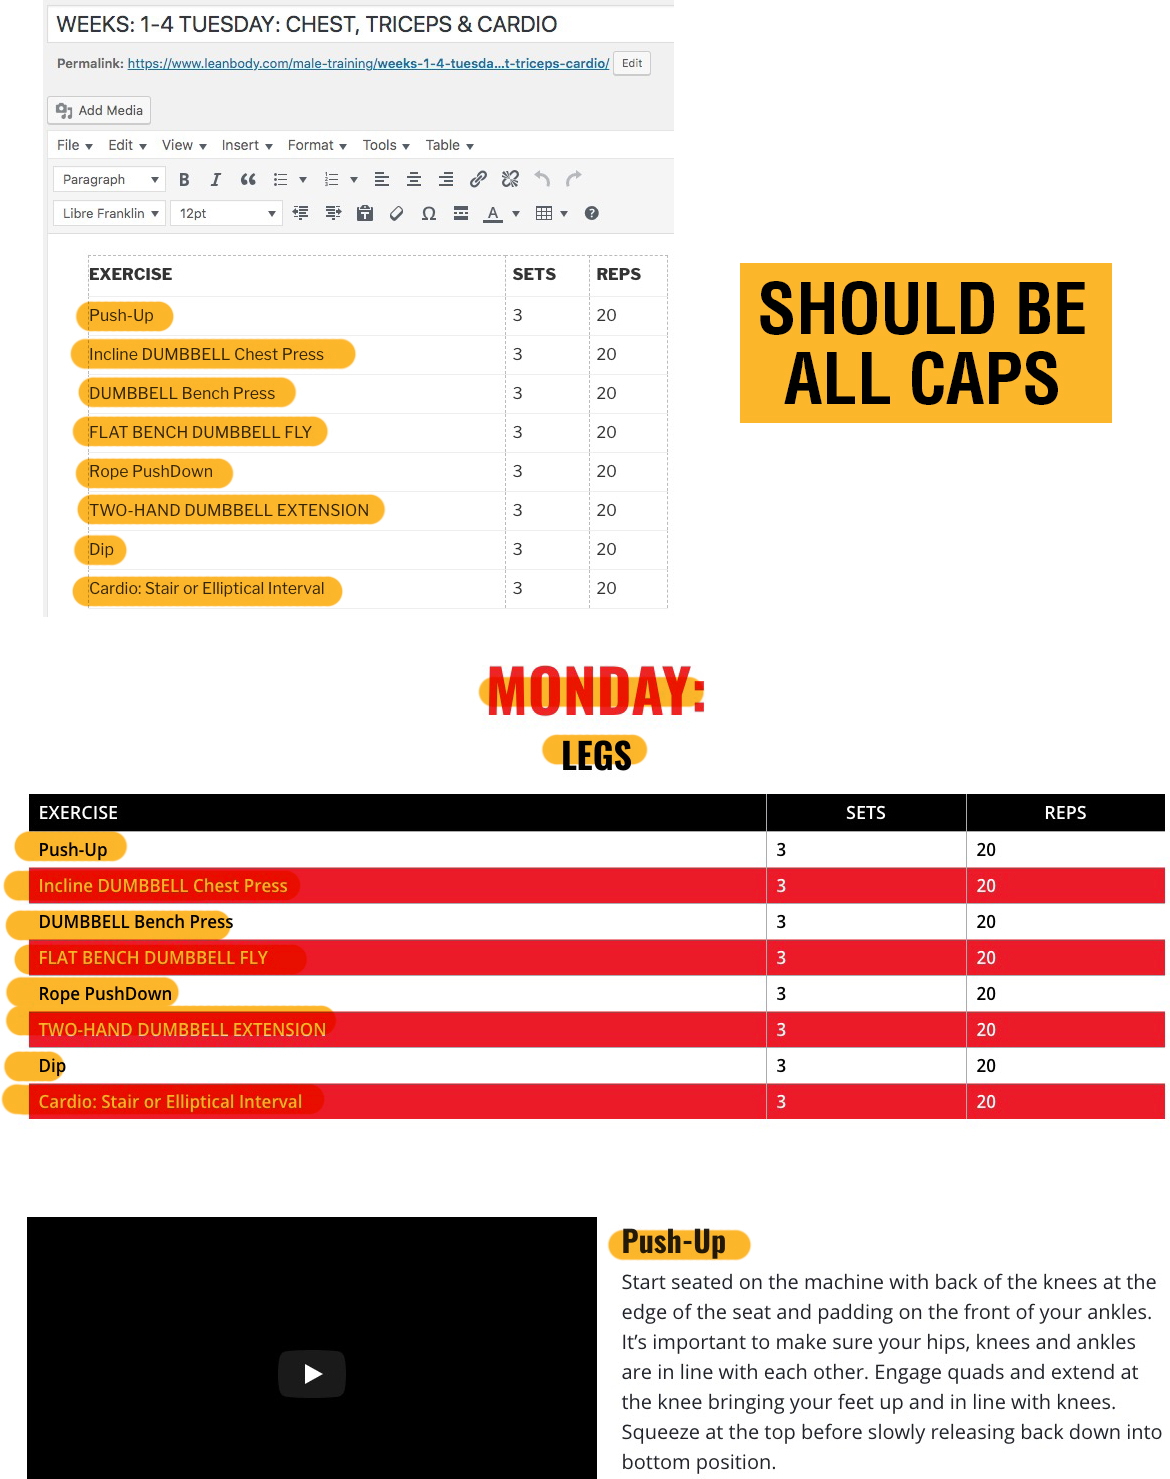 WEEKS: 1-4 TUESDAY: CHEST, TRICEPS & CARDIO
Permalink: https://www.leanbody.com/male-training/weeks-1-4-tuesda...t-triceps-cardio/ Edit
Add Media
File Edit View Insert Format Tools Table
Paragraph B I
Libre Franklin 12pt Ω A
EXERCISE SETS REPS
Push-Up 3 20
Incline DUMBBELL Chest Press 3 20
DUMBBELL Bench Press 3 20
FLAT BENCH DUMBBELL FLY 3 20
Rope PushDown 3 20
TWO-HAND DUMBBELL EXTENSION 3 20
Dip 3 20
Cardio: Stair or Elliptical Interval 3 20
SHOULD BE
ALL CAPS
MONDAY:
LEGS
EXERCISE SETS REPS
Push-Up 3 20
Incline DUMBBELL Chest Press 3 20
DUMBBELL Bench Press 3 20
FLAT BENCH DUMBBELL FLY 3 20
Rope PushDown 3 20
TWO-HAND DUMBBELL EXTENSION 3 20
Dip 3 20
Cardio: Stair or Elliptical Interval 3 20
Push-Up
Start seated on the machine with back of the knees at the
edge of the seat and padding on the front of your ankles.
It’s important to make sure your hips, knees and ankles
are in line with each other. Engage quads and extend at
the knee bringing your feet up and in line with knees.
Squeeze at the top before slowly releasing back down into
bottom position.